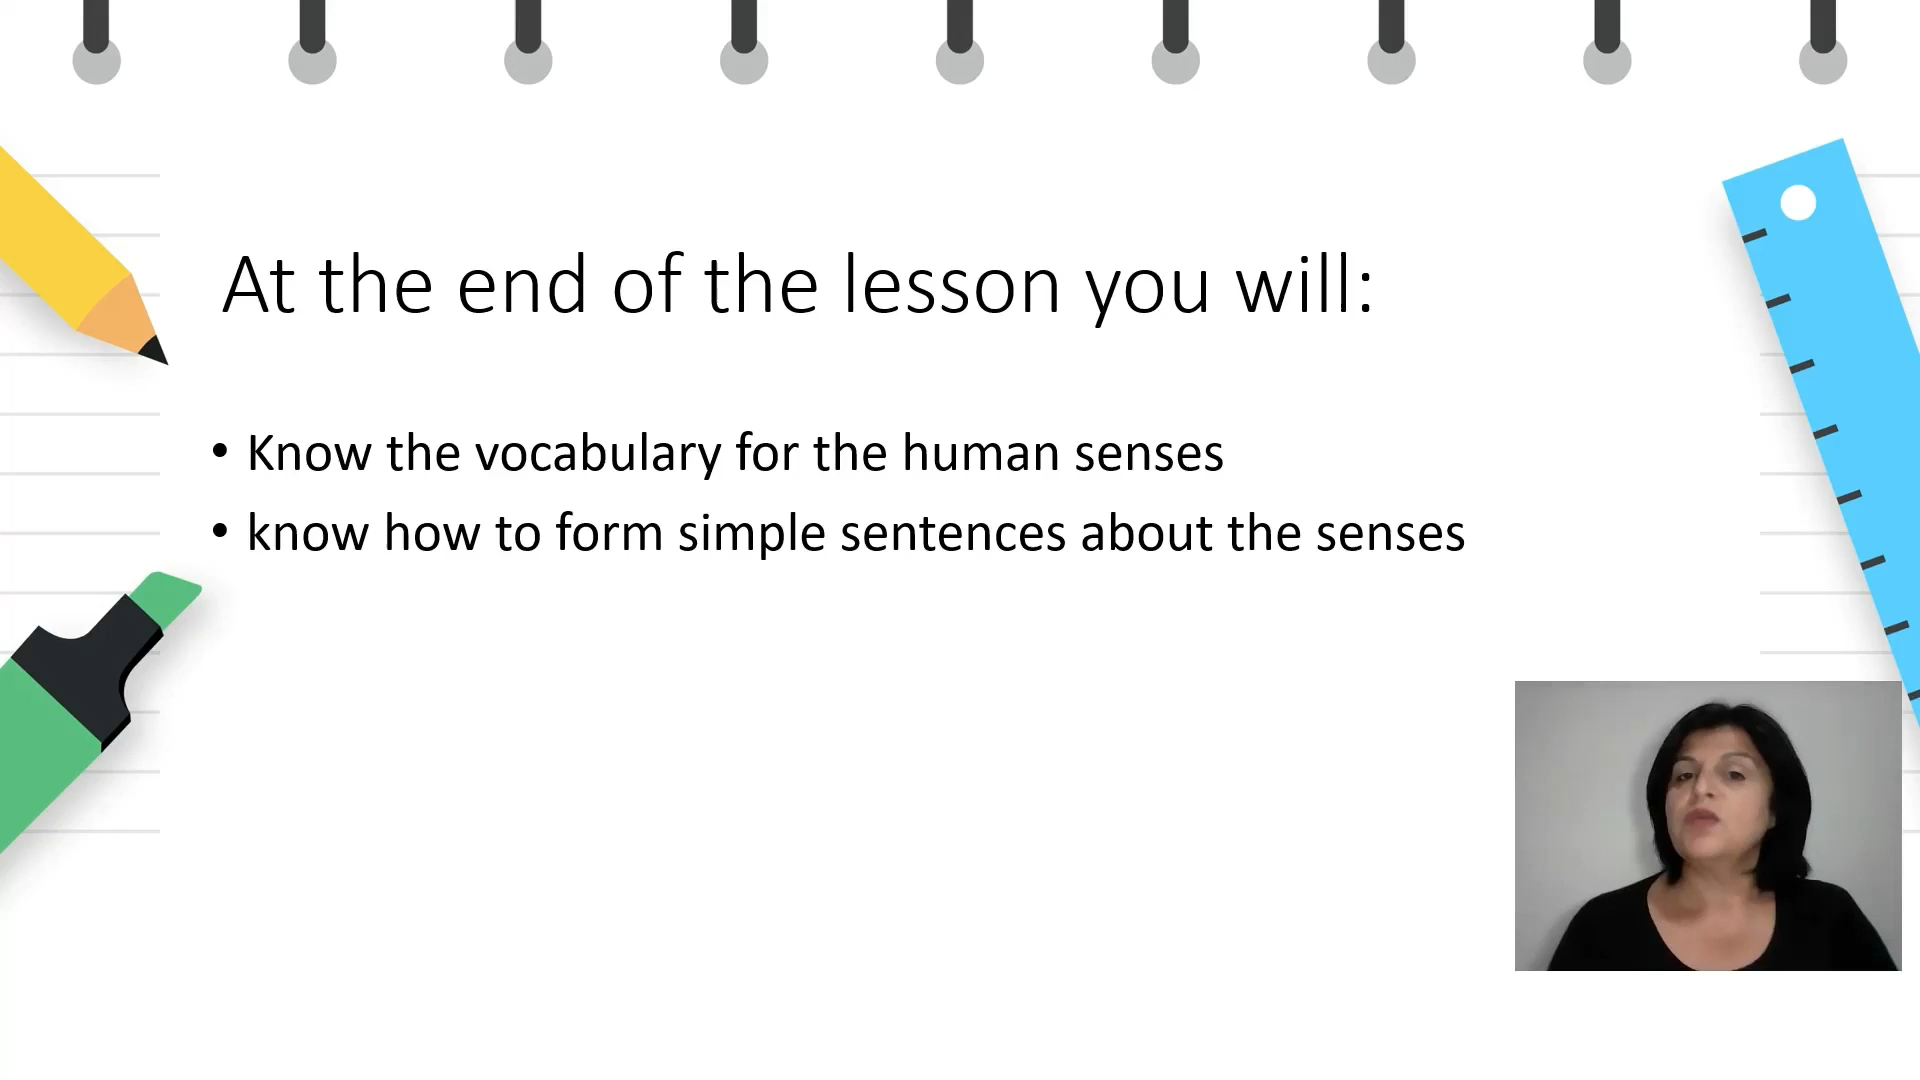 At the end of the lesson you will:
• Know the vocabulary for the human senses
• know how to form simple sentences about the senses